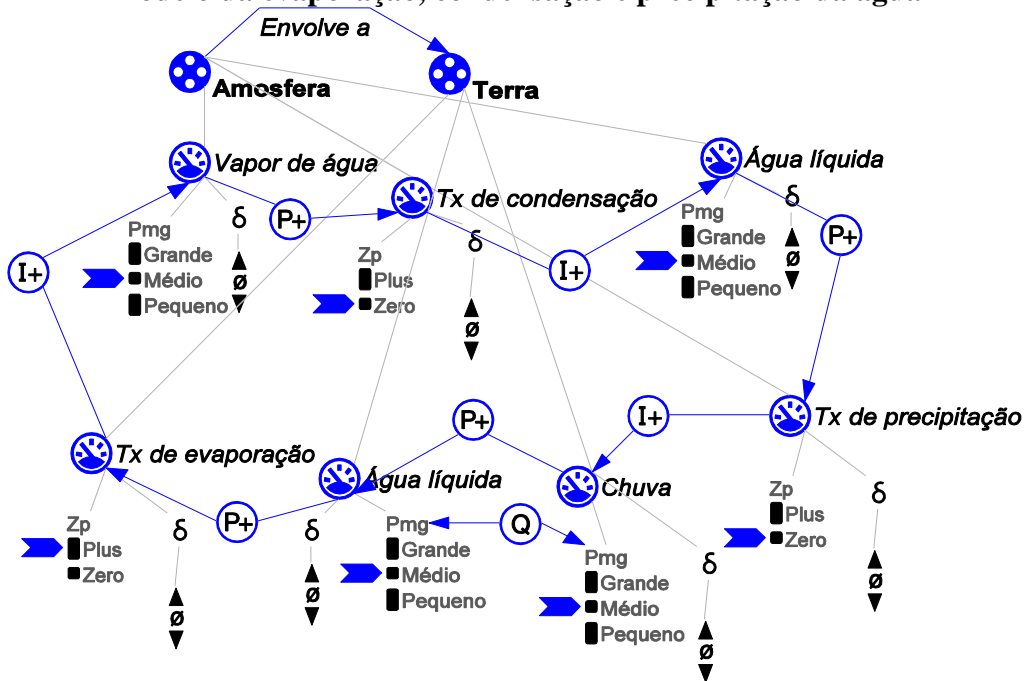 Envolve a
Amosfera
Terra
Vapor de água
Água líquida
Tx de condensação
δ
δ
Pmg
Grande
Médio
Pequeno
ø
P+
Pmg
Grande
Médio
Pequeno
ø
P+
δ
Zp
Plus
Zero
ø
I+
I+
P+
I+
Tx de precipitação
Tx de evaporação
Água líquida
Chuva
Zp
Plus
Zero
δ
ø
P+
δ
ø
Pmg
Grande
Médio
Pequeno
Q
Pmg
Grande
Médio
Pequeno
δ
ø
Zp
Plus
Zero
δ
ø